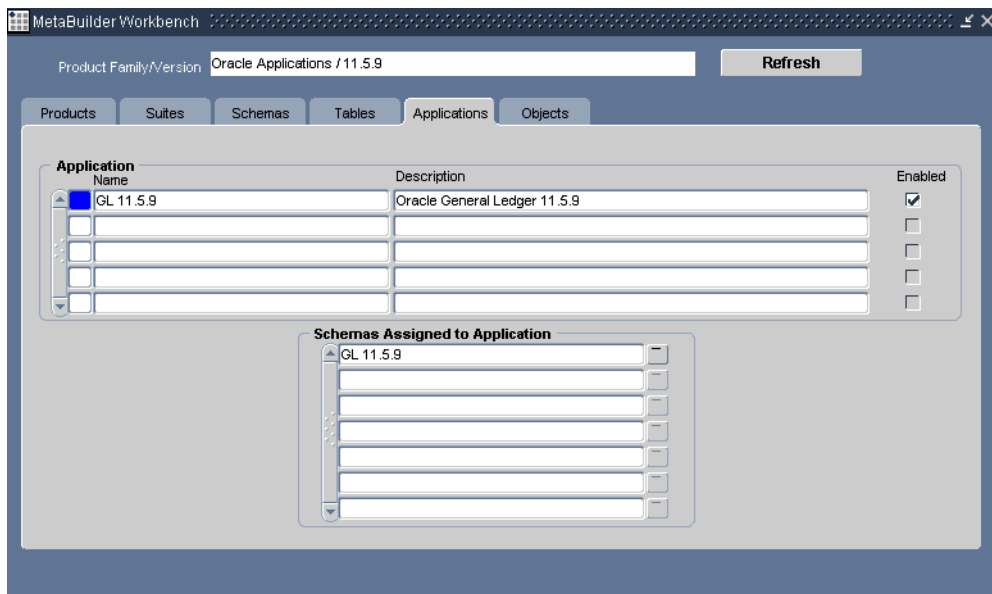 MetaBuilder Workbench
Product Family/Version Oracle Applications / 11.5.9 Refresh
Products Suites Schemas Tables Applications Objects
Application
Name Description Enabled
GL 11.5.9 Oracle General Ledger 11.5.9
Schemas Assigned to Application
GL 11.5.9